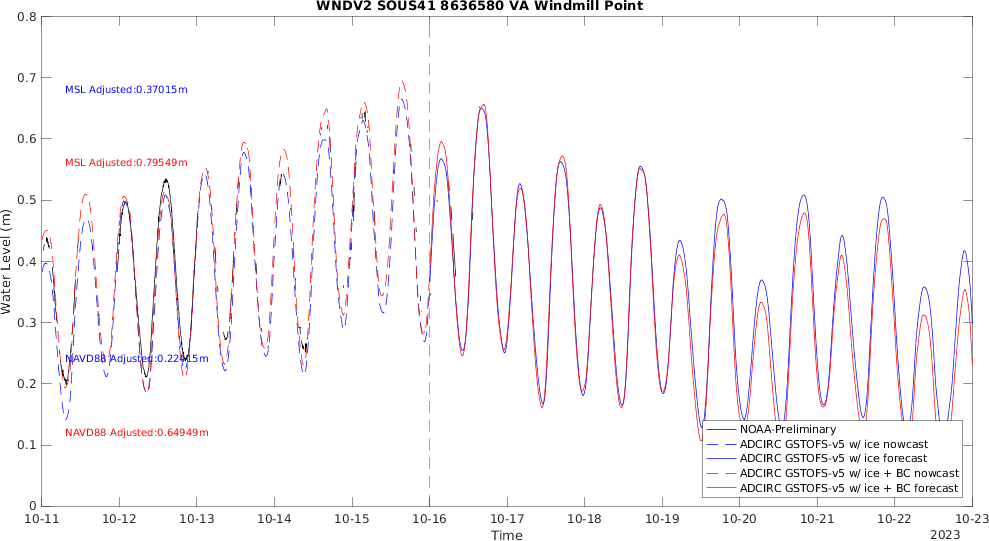 WNDV2 SOUS41 8636580 VA Windmill Point
0.8
0.7
0.6
0.5
0.4
0.3
0.2
0.1
0
Water Level (m)
MSL Adjusted:0.37015m
MSL Adjusted:0.79549m
NAVD88 Adjusted:0.22415m
NAVD88 Adjusted:0.64949m
NOAA-Preliminary
ADCIRC GSTOFS-v5 w/ ice nowcast
ADCIRC GSTOFS-v5 w/ ice forecast
ADCIRC GSTOFS-v5 w/ ice + BC nowcast
ADCIRC GSTOFS-v5 w/ ice + BC forecast
10-11 10-12 10-13 10-14 10-15 10-16 10-17 10-18 10-19 10-20 10-21 10-22 10-23
Time
2023